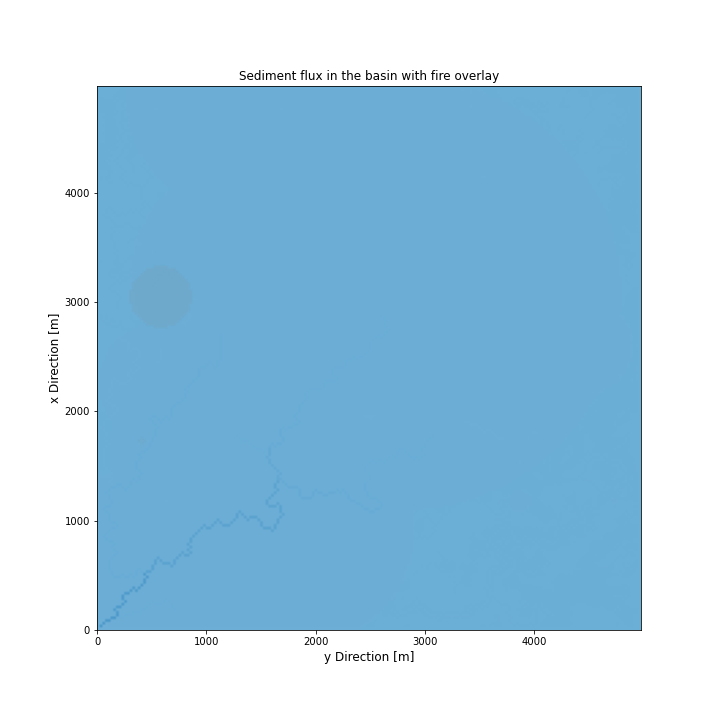 Sediment flux in the basin with fire overlay
4000
3000
2000
1000
0
x Direction [m]
0 1000 2000 3000 4000
y Direction [m]